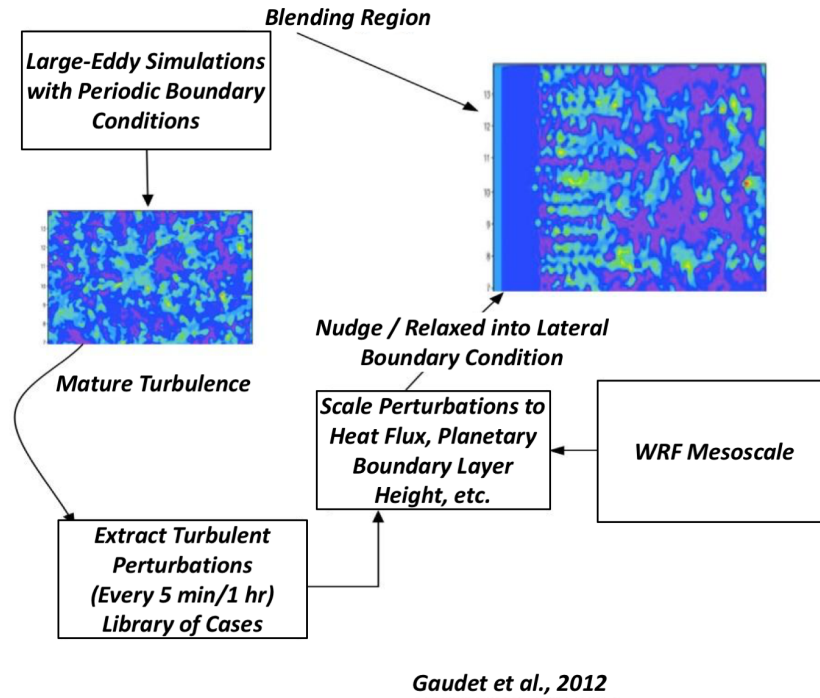 Blending Region
Large-Eddy Simulations
with Periodic Boundary
Conditions
Mature Turbulence
Nudge / Relaxed into Lateral
Boundary Condition
Scale Perturbations to
Heat Flux, Planetary
Boundary Layer
Height, etc.
WRF Mesoscale
Extract Turbulent
Perturbations
(Every 5 min/1 hr)
Library of Cases
Gaudet et al., 2012